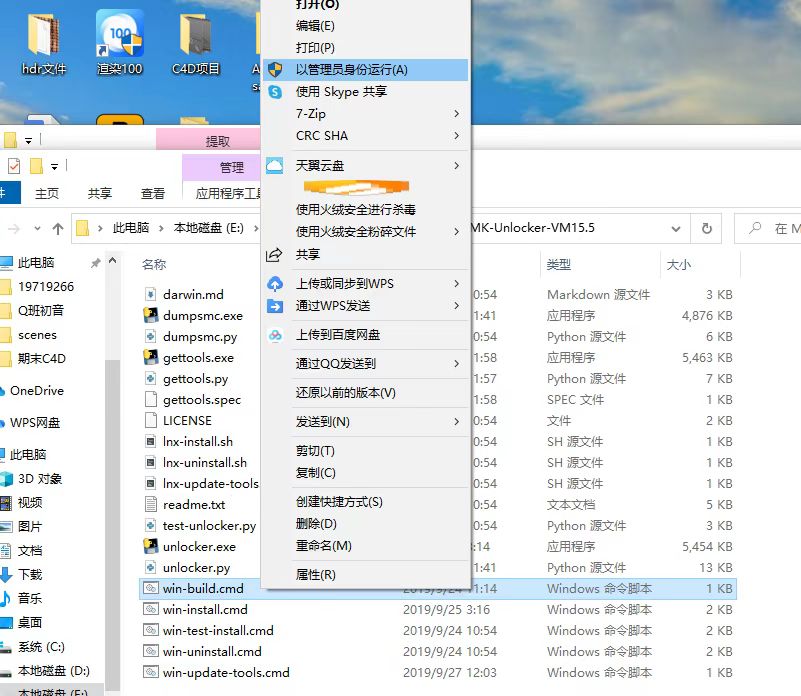 打开(O)
编辑(E)
打印(P)
以管理员身份运行(A)
使用 Skype 共享
7-Zip
CRC SHA
天翼云盘
使用火绒安全进行杀毒
使用火绒安全粉碎文件
共享
上传或同步到WPS
通过WPS发送
上传到百度网盘
通过QQ发送到
还原以前的版本(V)
发送到(N)
剪切(T)
复制(C)
创建快捷方式(S)
删除(D)
重命名(M)
属性(R)
hdr文件
100
渲染100
C4D项目
提取
管理
主页 共享 查看 应用程序工具
此电脑 本地磁盘 (E:)
MK-Unlocker-VM15.5
在 M
此电脑
19719266
Q班初音
scenes
期末C4D
OneDrive
WPS网盘
此电脑
3D 对象
视频
图片
文档
下载
音乐
桌面
系统 (C:)
本地磁盘 (D:)
本地磁盘 (E:)
名称 类型 大小
darwin.md 0:54 Markdown 源文件 3 KB
dumpsmc.exe 1:41 应用程序 4,876 KB
dumpsmc.py 0:54 Python 源文件 6 KB
gettools.exe 1:58 应用程序 5,463 KB
gettools.py 1:57 Python 源文件 7 KB
gettools.spec 1:58 SPEC 文件 1 KB
LICENSE 0:54 文件 2 KB
lnx-install.sh 0:54 SH 源文件 1 KB
lnx-uninstall.sh 0:54 SH 源文件 1 KB
lnx-update-tools 0:54 SH 源文件 1 KB
readme.txt 0:54 文本文档 5 KB
test-unlocker.py 0:54 Python 源文件 3 KB
unlocker.exe 3:14 应用程序 5,454 KB
unlocker.py 1:41 Python 源文件 13 KB
win-build.cmd 2019/9/24 11:14 Windows 命令脚本 1 KB
win-install.cmd 2019/9/25 3:16 Windows 命令脚本 2 KB
win-test-install.cmd 2019/9/24 10:54 Windows 命令脚本 2 KB
win-uninstall.cmd 2019/9/24 10:54 Windows 命令脚本 2 KB
win-update-tools.cmd 2019/9/27 12:03 Windows 命令脚本 1 KB